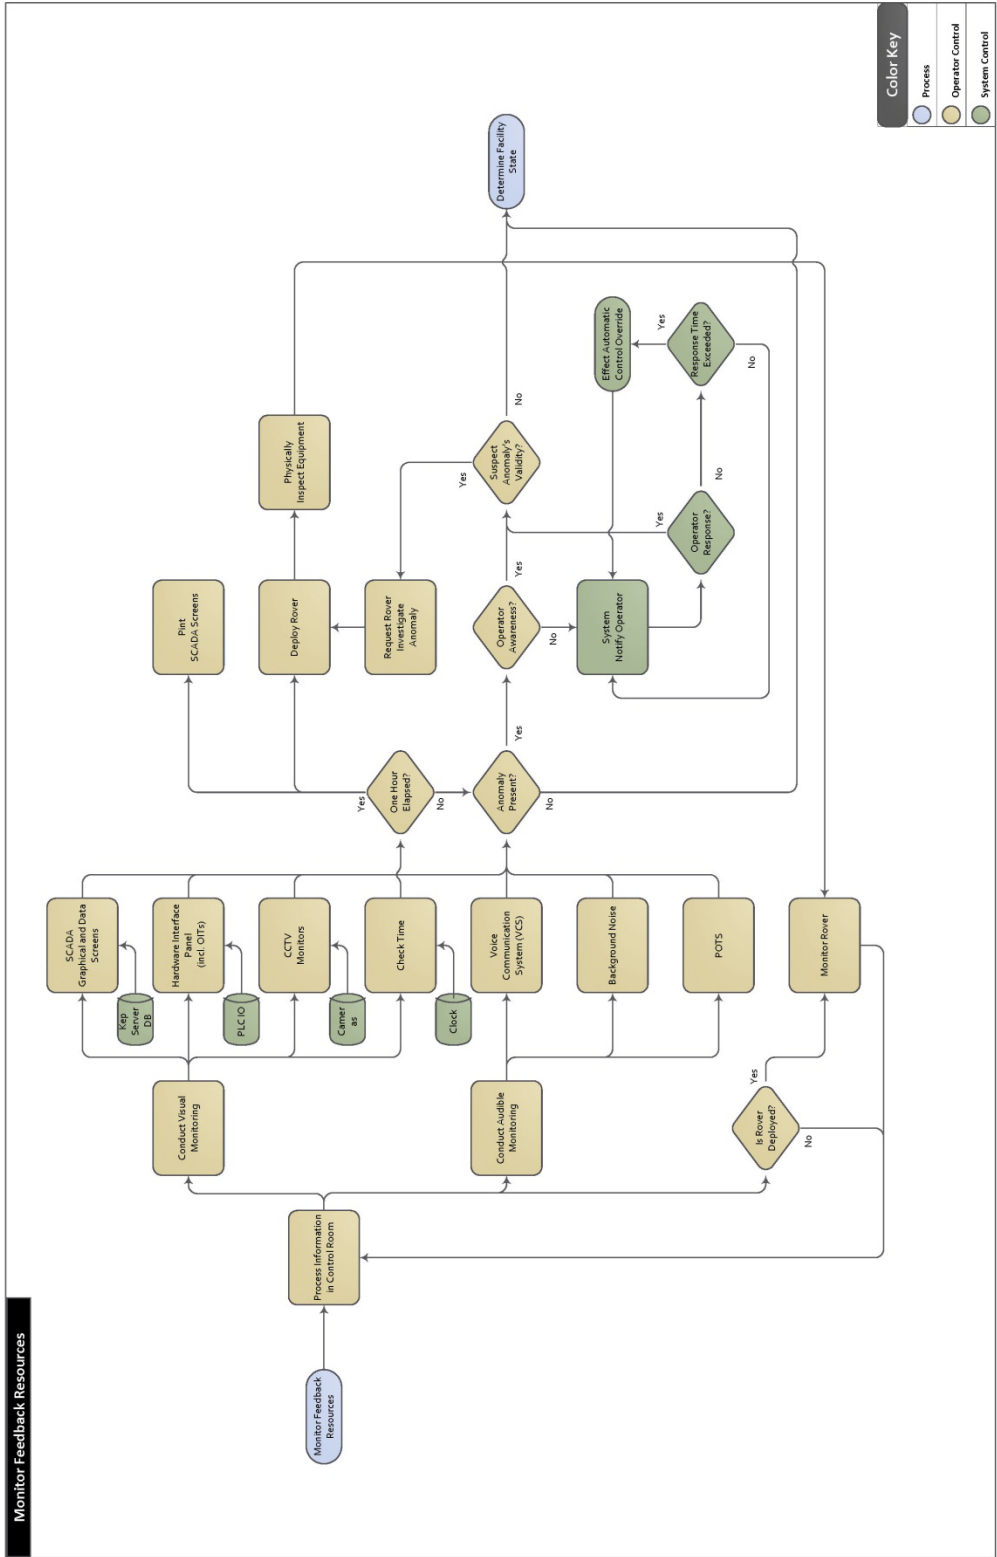 Monitor Feedback Resources
Color Key
Process
Operator Control
System Control
Monitor Feedback
Resources
Process Information
in Control Room
Conduct Visual
Monitoring
Conduct Audible
Monitoring
Is Rover
Deployed?
Yes
No
Kep
Server
DB
SCADA
Graphical and Data
Screens
PLC IO
Hardware Interface
Panel
(incl. OITs)
Camer
as
CCTV
Monitors
Clock
Check Time
Voice
Communication
System (VCS)
Background Noise
POTS
Monitor Rover
One Hour
Elapsed?
Yes
No
Anomaly
Present?
Yes
No
Pint
SCADA Screens
Deploy Rover
Request Rover
Investigate
Anomaly
Operator
Awareness?
Yes
No
System
Notify Operator
Physically
Inspect Equipment
Suspect
Anomaly's
Validity?
Yes
No
Operator
Response?
Yes
No
Effect Automatic
Control Override
Response Time
Exceeded?
Yes
No
Determine Facility
State